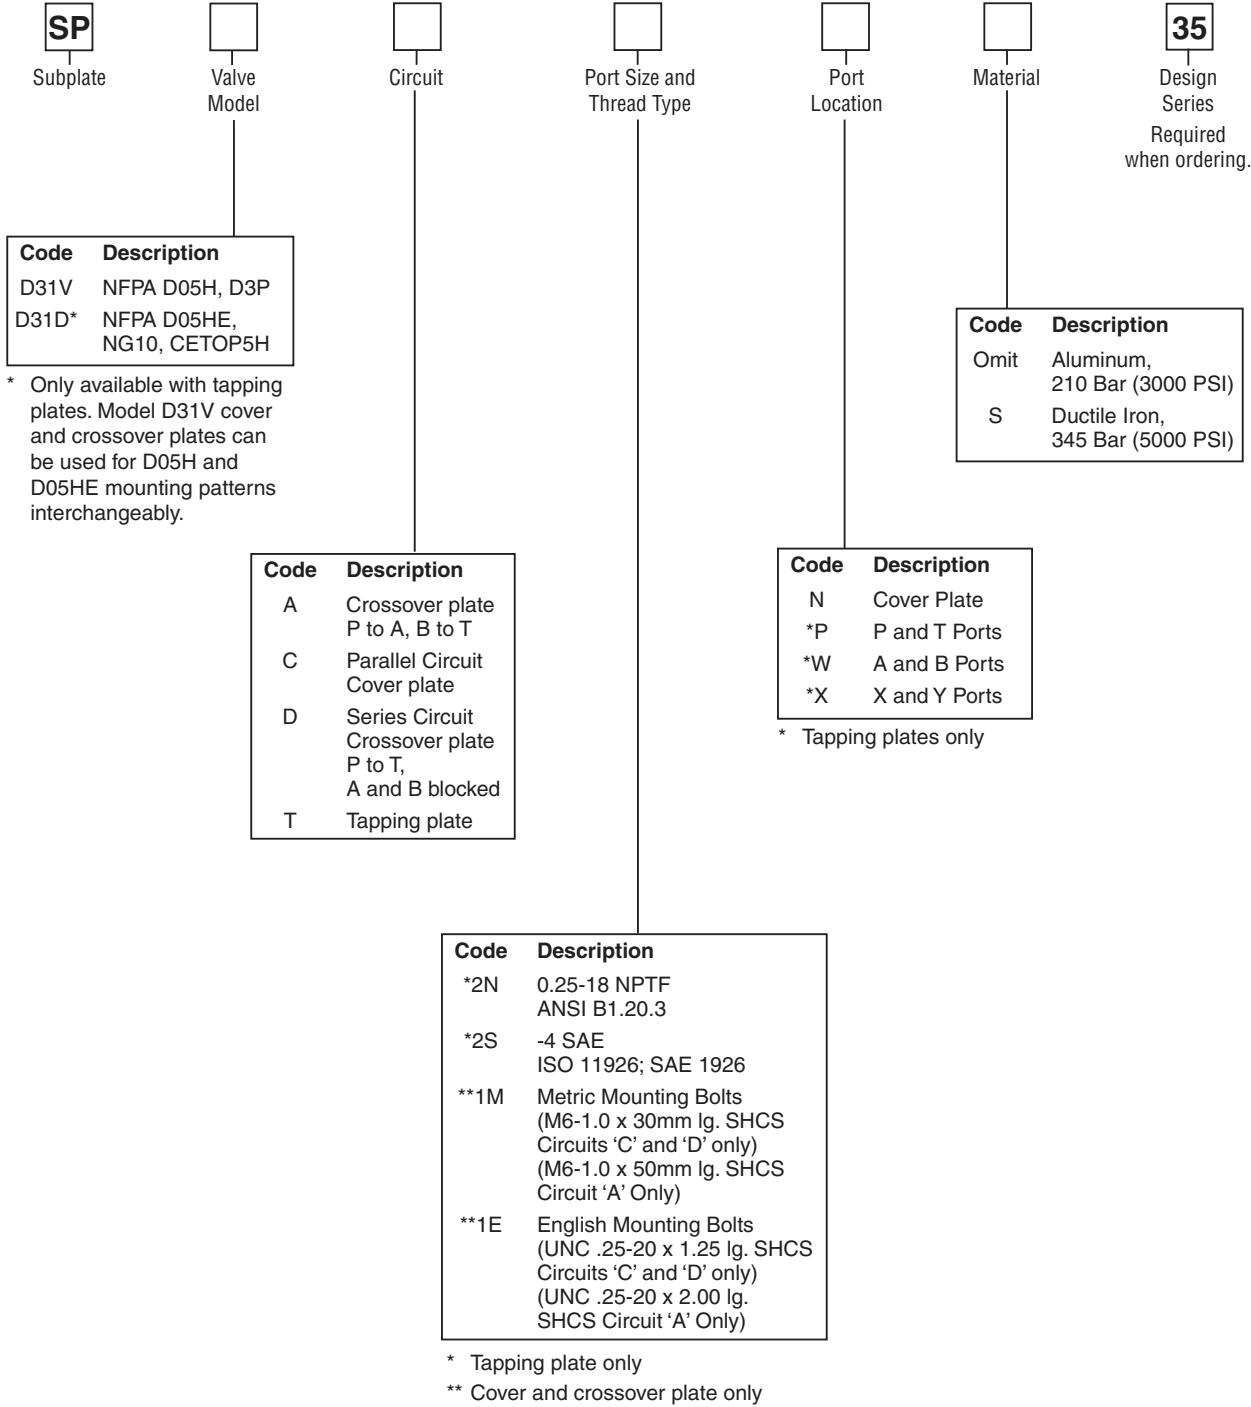 SP
35
Subplate
Valve
Model
Circuit
Port Size and
Thread Type
Port
Location
Material
Design
Series
Required
when ordering.
Code Description
D31V NFPA D05H, D3P
D31D* NFPA D05HE,
NG10, CETOP5H
* Only available with tapping
plates. Model D31V cover
and crossover plates can
be used for D05H and
D05HE mounting patterns
interchangeably.
Code Description
Omit Aluminum,
210 Bar (3000 PSI)
S Ductile Iron,
345 Bar (5000 PSI)
Code Description
A Crossover plate
P to A, B to T
C Parallel Circuit
Cover plate
D Series Circuit
Crossover plate
P to T,
A and B blocked
T Tapping plate
Code Description
N Cover Plate
*P P and T Ports
*W A and B Ports
*X X and Y Ports
* Tapping plates only
Code Description
*2N 0.25-18 NPTF
ANSI B1.20.3
*2S -4 SAE
ISO 11926; SAE 1926
**1M Metric Mounting Bolts
(M6-1.0 x 30mm lg. SHCS
Circuits ‘C’ and ‘D’ only)
(M6-1.0 x 50mm lg. SHCS
Circuit ‘A’ Only)
**1E English Mounting Bolts
(UNC .25-20 x 1.25 lg. SHCS
Circuits ‘C’ and ‘D’ only)
(UNC .25-20 x 2.00 lg.
SHCS Circuit ‘A’ Only)
* Tapping plate only
** Cover and crossover plate only